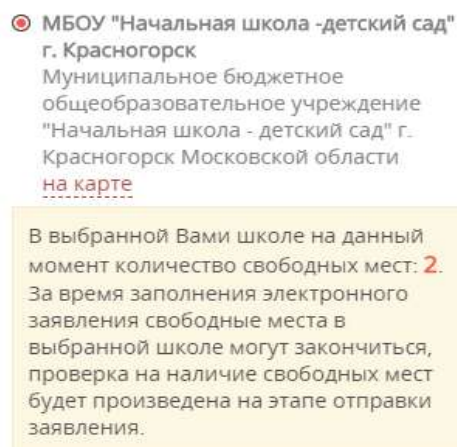 МБОУ "Начальная школа -детский сад"
г. Красногорск
Муниципальное бюджетное
общеобразовательное учреждение
"Начальная школа - детский сад" г.
Красногорск Московской области
на карте
В выбранной Вами школе на данный
момент количество свободных мест: 2.
За время заполнения электронного
заявления свободные места в
выбранной школе могут закончиться,
проверка на наличие свободных мест
будет произведена на этапе отправки
заявления.